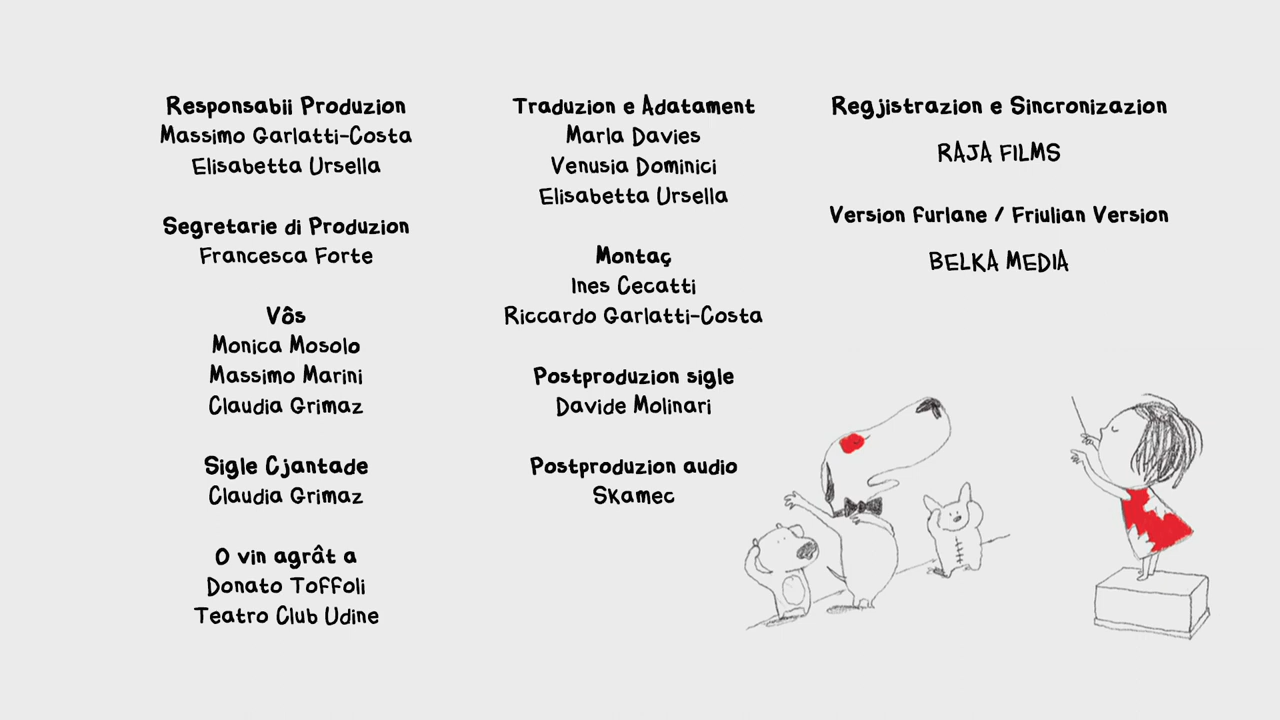 Responsabii Produzion
Massimo Garlatti-Costa
Elisabetta Ursella
Segretarie di Produzion
Francesca Forte
Vôs
Monica Mosolo
Massimo Marini
Claudia Grimaz
Sigle Cjantade
Claudia Grimaz
O vin agrât a
Donato Toffoli
Teatro Club Udine
Traduzion e Adatament
Marla Davies
Venusia Dominici
Elisabetta Ursella
Montaç
Ines Cecatti
Riccardo Garlatti-Costa
Postproduzion sigle
Davide Molinari
Postproduzion audio
Skamec
Regjistrazion e Sincronizazion
RAJA FILMS
Version furlane / Friulian Version
BELKA MEDIA